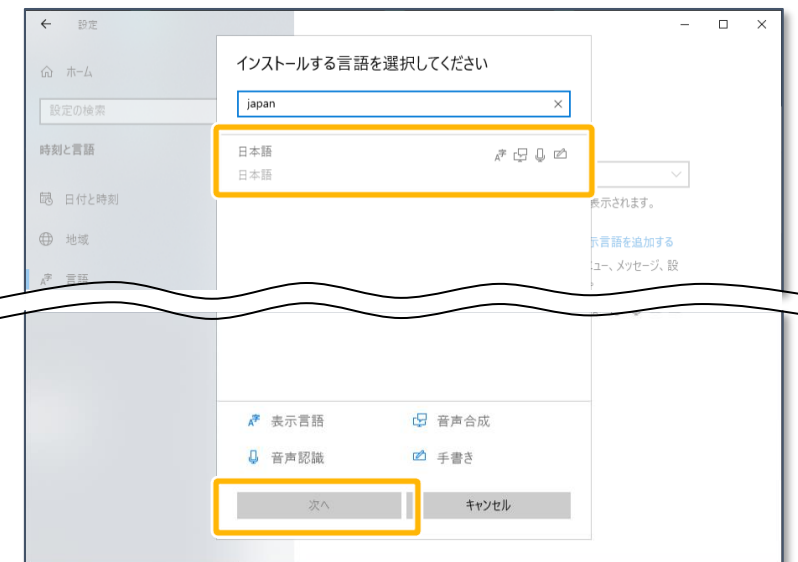 設定
ホーム
設定の検索
時刻と言語
日付と時刻
地域
言語
インストールする言語を選択してください
japan
日本語
日本語
表示されます。
示言語を追加する
ュー、メッセージ、設
表示言語
音声合成
音声認識
手書き
次へ
キャンセル